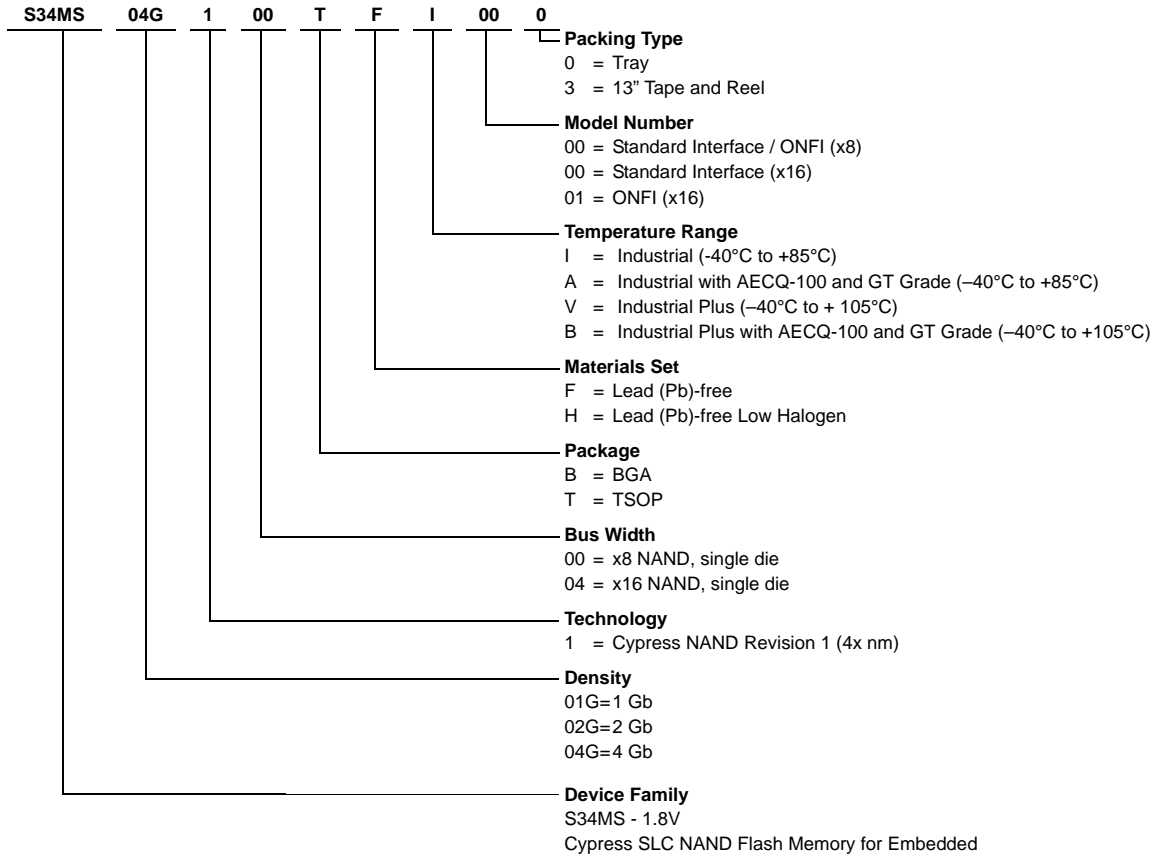 S34MS 04G 1 00 T F I 00 0
Packing Type
0 = Tray
3 = 13” Tape and Reel
Model Number
00 = Standard Interface / ONFI (x8)
00 = Standard Interface (x16)
01 = ONFI (x16)
Temperature Range
I = Industrial (-40°C to +85°C)
A = Industrial with AECQ-100 and GT Grade (–40°C to +85°C)
V = Industrial Plus (–40°C to + 105°C)
B = Industrial Plus with AECQ-100 and GT Grade (–40°C to +105°C)
Materials Set
F = Lead (Pb)-free
H = Lead (Pb)-free Low Halogen
Package
B = BGA
T = TSOP
Bus Width
00 = x8 NAND, single die
04 = x16 NAND, single die
Technology
1 = Cypress NAND Revision 1 (4x nm)
Density
01G=1 Gb
02G=2 Gb
04G=4 Gb
Device Family
S34MS - 1.8V
Cypress SLC NAND Flash Memory for Embedded